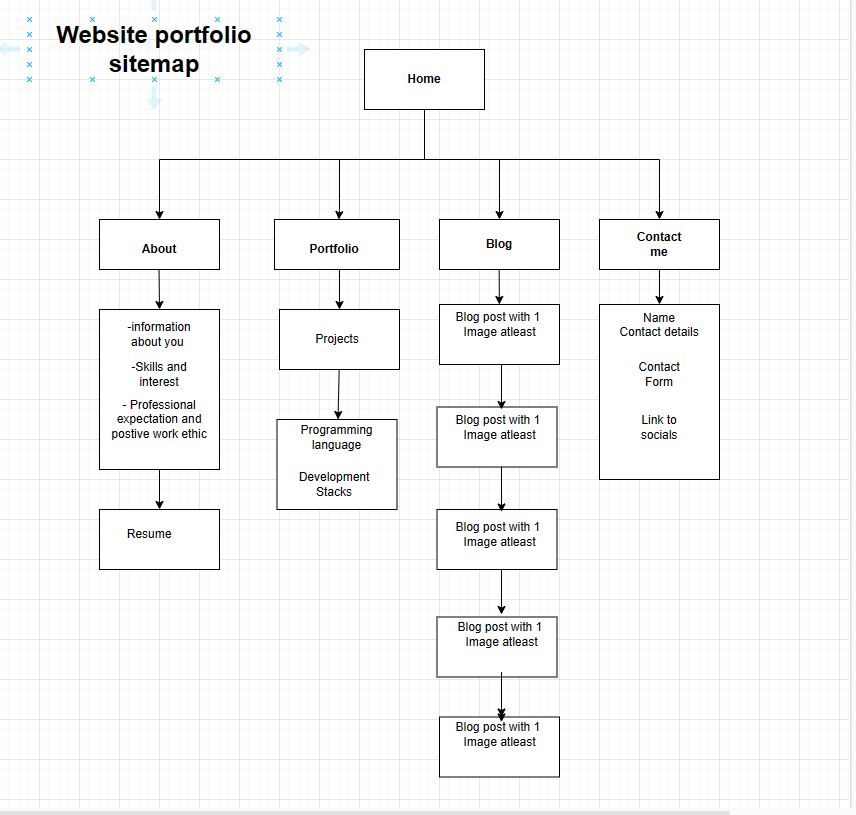 Website portfolio
sitemap
Home
About
Portfolio
Blog
Contact
me
-information
about you
-Skills and
interest
- Professional
expectation and
postive work ethic
Resume
Projects
Programming
language
Development
Stacks
Blog post with 1
Image atleast
Blog post with 1
Image atleast
Blog post with 1
Image atleast
Blog post with 1
Image atleast
Blog post with 1
Image atleast
Name
Contact details
Contact
Form
Link to
socials